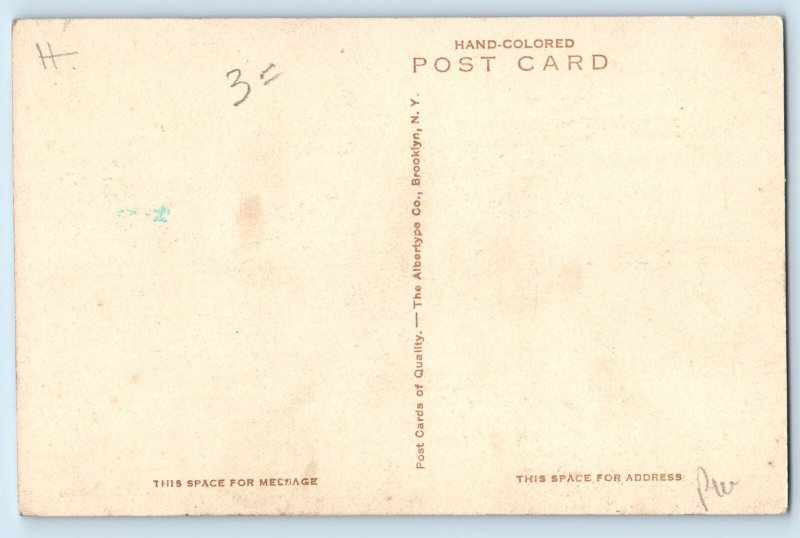 H
3=
HAND-COLORED
POST CARD
Post Cards of Quality. — The Albertype Co., Brooklyn, N. Y.
THIS SPACE FOR MESSAGE
THIS SPACE FOR ADDRESS